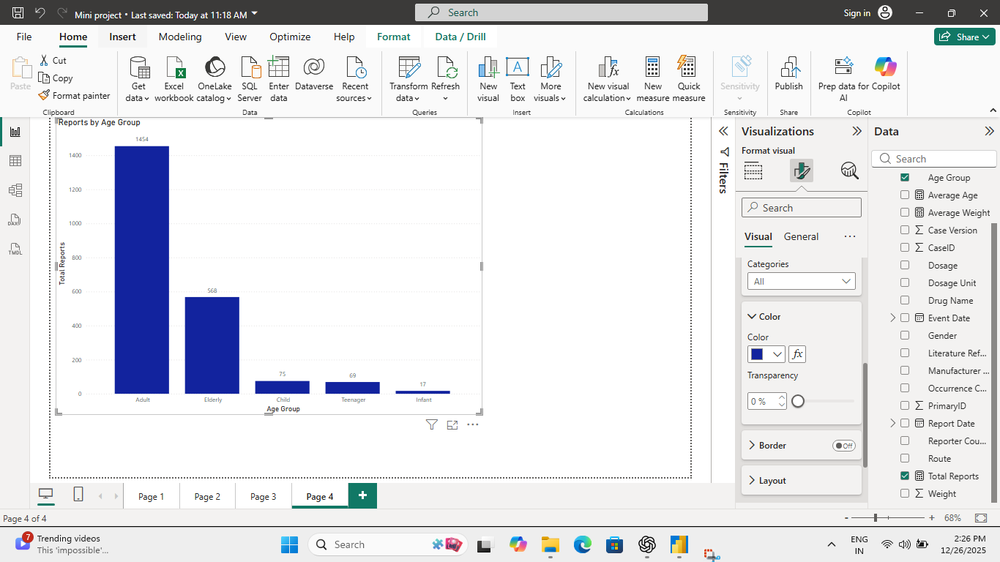 Mini project • Last saved: Today at 11:18 AM
Search
Sign in
File Home Insert Modeling View Optimize Help Format Data / Drill
Share
Paste
Cut
Copy
Format painter
Clipboard
Get data
Excel workbook
OneLake catalog
SQL Server
Enter data
Dataverse
Recent sources
Data
Transform data
Refresh
Queries
New visual
Text box
More visuals
Insert
New visual calculation
New measure
Quick measure
Calculations
Sensitivity
Sensitivity
Publish
Share
Prep data for AI
Copilot
Copilot
DAX
TMDL
Reports by Age Group
Total Reports
1400
1200
1000
800
600
400
200
0
1454
568
75
69
17
Adult Elderly Child Teenager Infant
Age Group
Filters
Visualizations
Format visual
Search
Visual General
Categories
All
Color
Color
fx
Transparency
0 %
Border
Off
Layout
Data
Search
Age Group
Average Age
Average Weight
Case Version
CaseID
Dosage
Dosage Unit
Drug Name
Event Date
Gender
Literature Ref...
Manufacturer ...
Occurrence C...
PrimaryID
Report Date
Reporter Cou...
Route
Total Reports
Weight
Page 1 Page 2 Page 3 Page 4 +
Page 4 of 4
- + 68%
7
Trending videos
This 'impossible'...
Search
ENG
IN
2:26 PM
12/26/2025